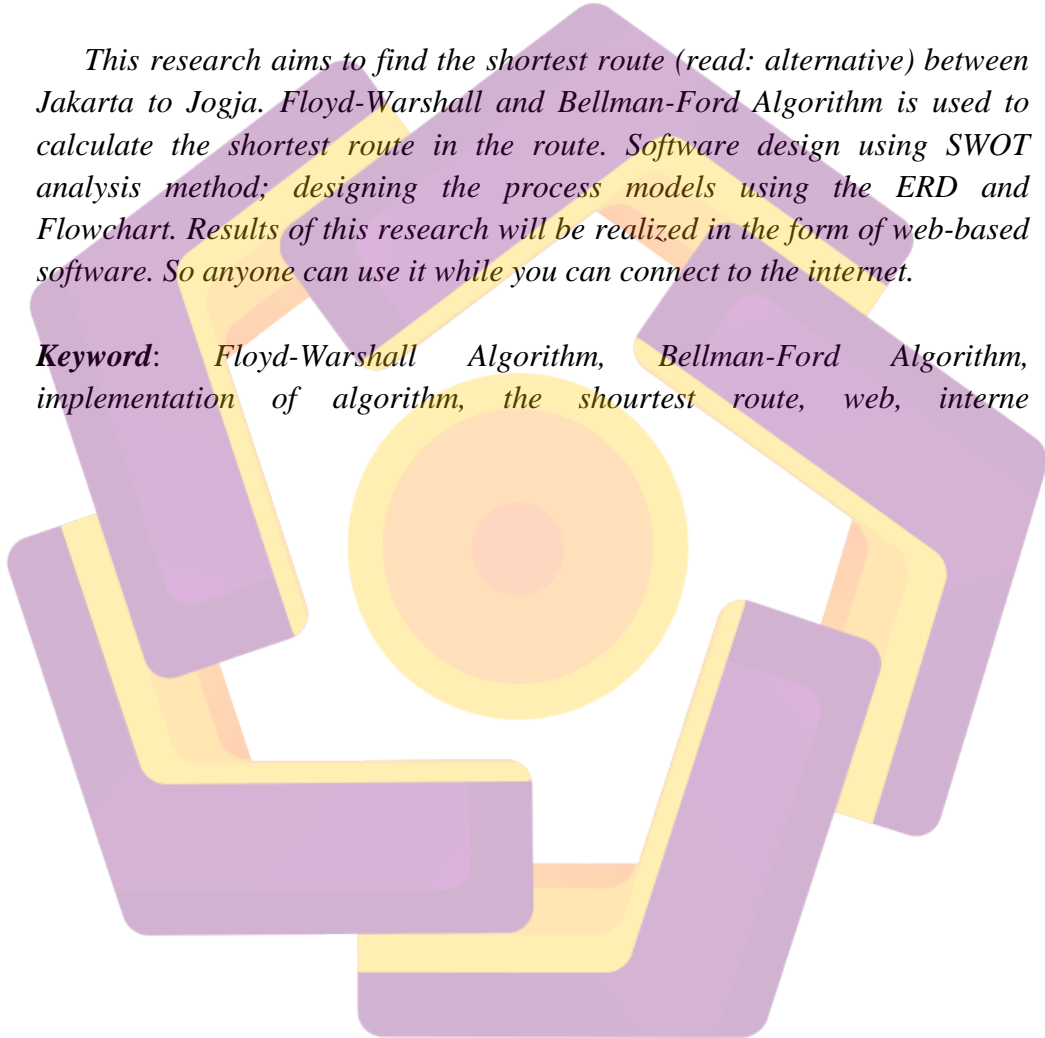 This research aims to find the shortest route (read: alternative) between
Jakarta to Jogja. Floyd-Warshall and Bellman-Ford Algorithm is used to
calculate the shortest route in the route. Software design using SWOT
analysis method; designing the process models using the ERD and
Flowchart. Results of this research will be realized in the form of web-based
software. So anyone can use it while you can connect to the internet.
Keyword: Floyd-Warshall Algorithm, Bellman-Ford Algorithm,
implementation of algorithm, the shourtest route, web, interne